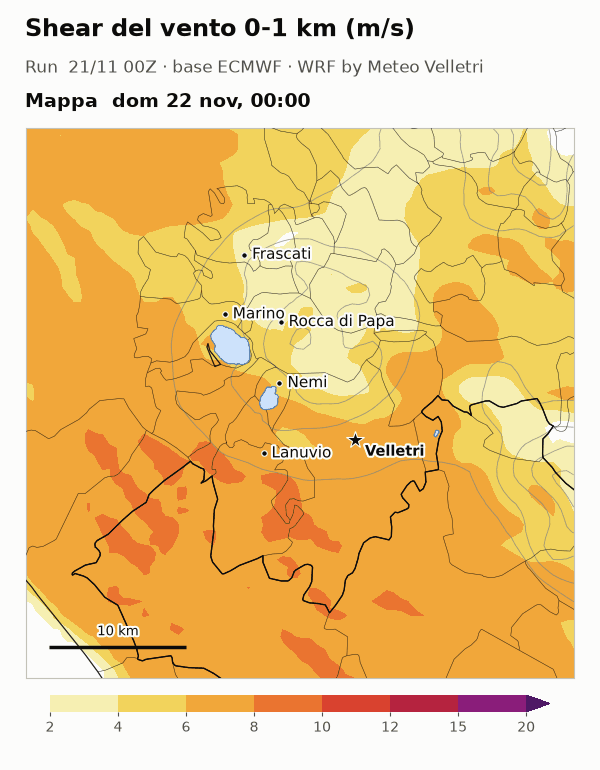 Shear del vento 0-1 km (m/s)
Run  21/11 00Z · base ECMWF · WRF by Meteo Velletri
Mappa  dom 22 nov, 00:00
Frascati
Marino
Rocca di Papa
Nemi
Velletri
Lanuvio
10 km
2 4 6 8 10 12 15 20